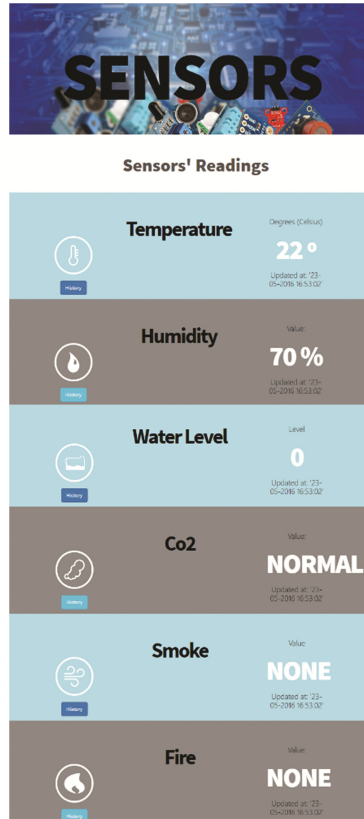 SENSORS
Sensors' Readings
Temperature
Degrees (Celsius)
22 º
Updated at: '23-
05-2016 16:53:02'
History
Humidity
Value:
70 %
Updated at: '23-
05-2016 16:53:02'
History
Water Level
Level
0
Updated at: '23-
05-2016 16:53:02'
History
Co2
Value:
NORMAL
Updated at: '23-
05-2016 16:53:02'
History
Smoke
Value
NONE
Updated at: '23-
05-2016 16:53:02'
History
Fire
Value:
NONE
Updated at: '23-
05-2016 16:53:02'
History